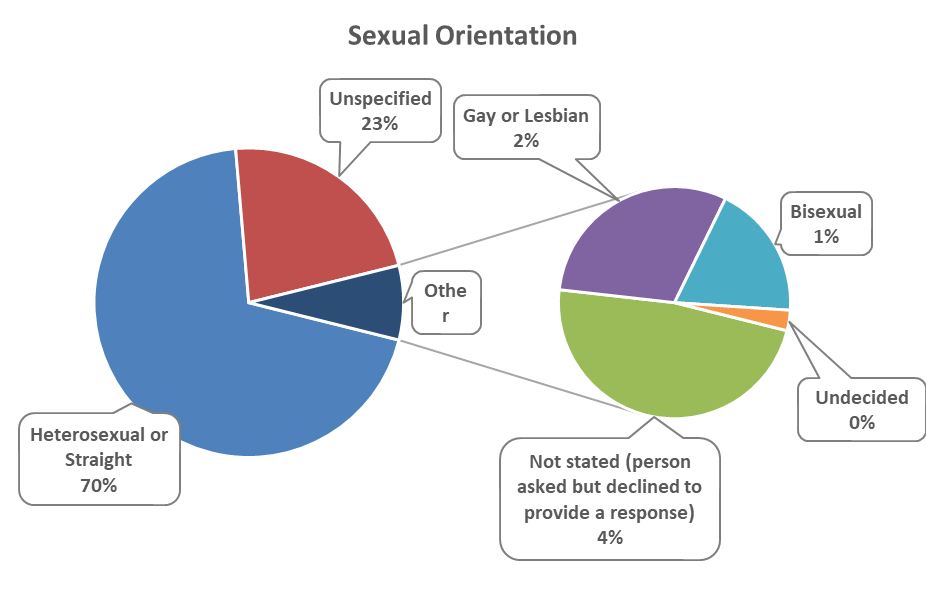 Sexual Orientation
Unspecified
23%
Gay or Lesbian
2%
Bisexual
1%
Othe
r
Undecided
0%
Heterosexual or
Straight
70%
Not stated (person
asked but declined to
provide a response)
4%